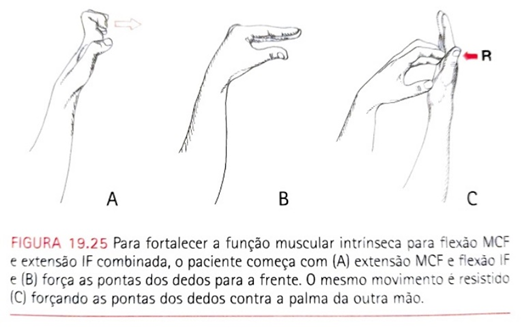 R
A B C
FIGURA 19.25 Para fortalecer a função muscular intrínseca para flexão MCF
e extensão IF combinada, o paciente começa com (A) extensão MCF e flexão IF
e (B) força as pontas dos dedos para a frente. O mesmo movimento é resistido
(C) forçando as pontas dos dedos contra a palma da outra mão.